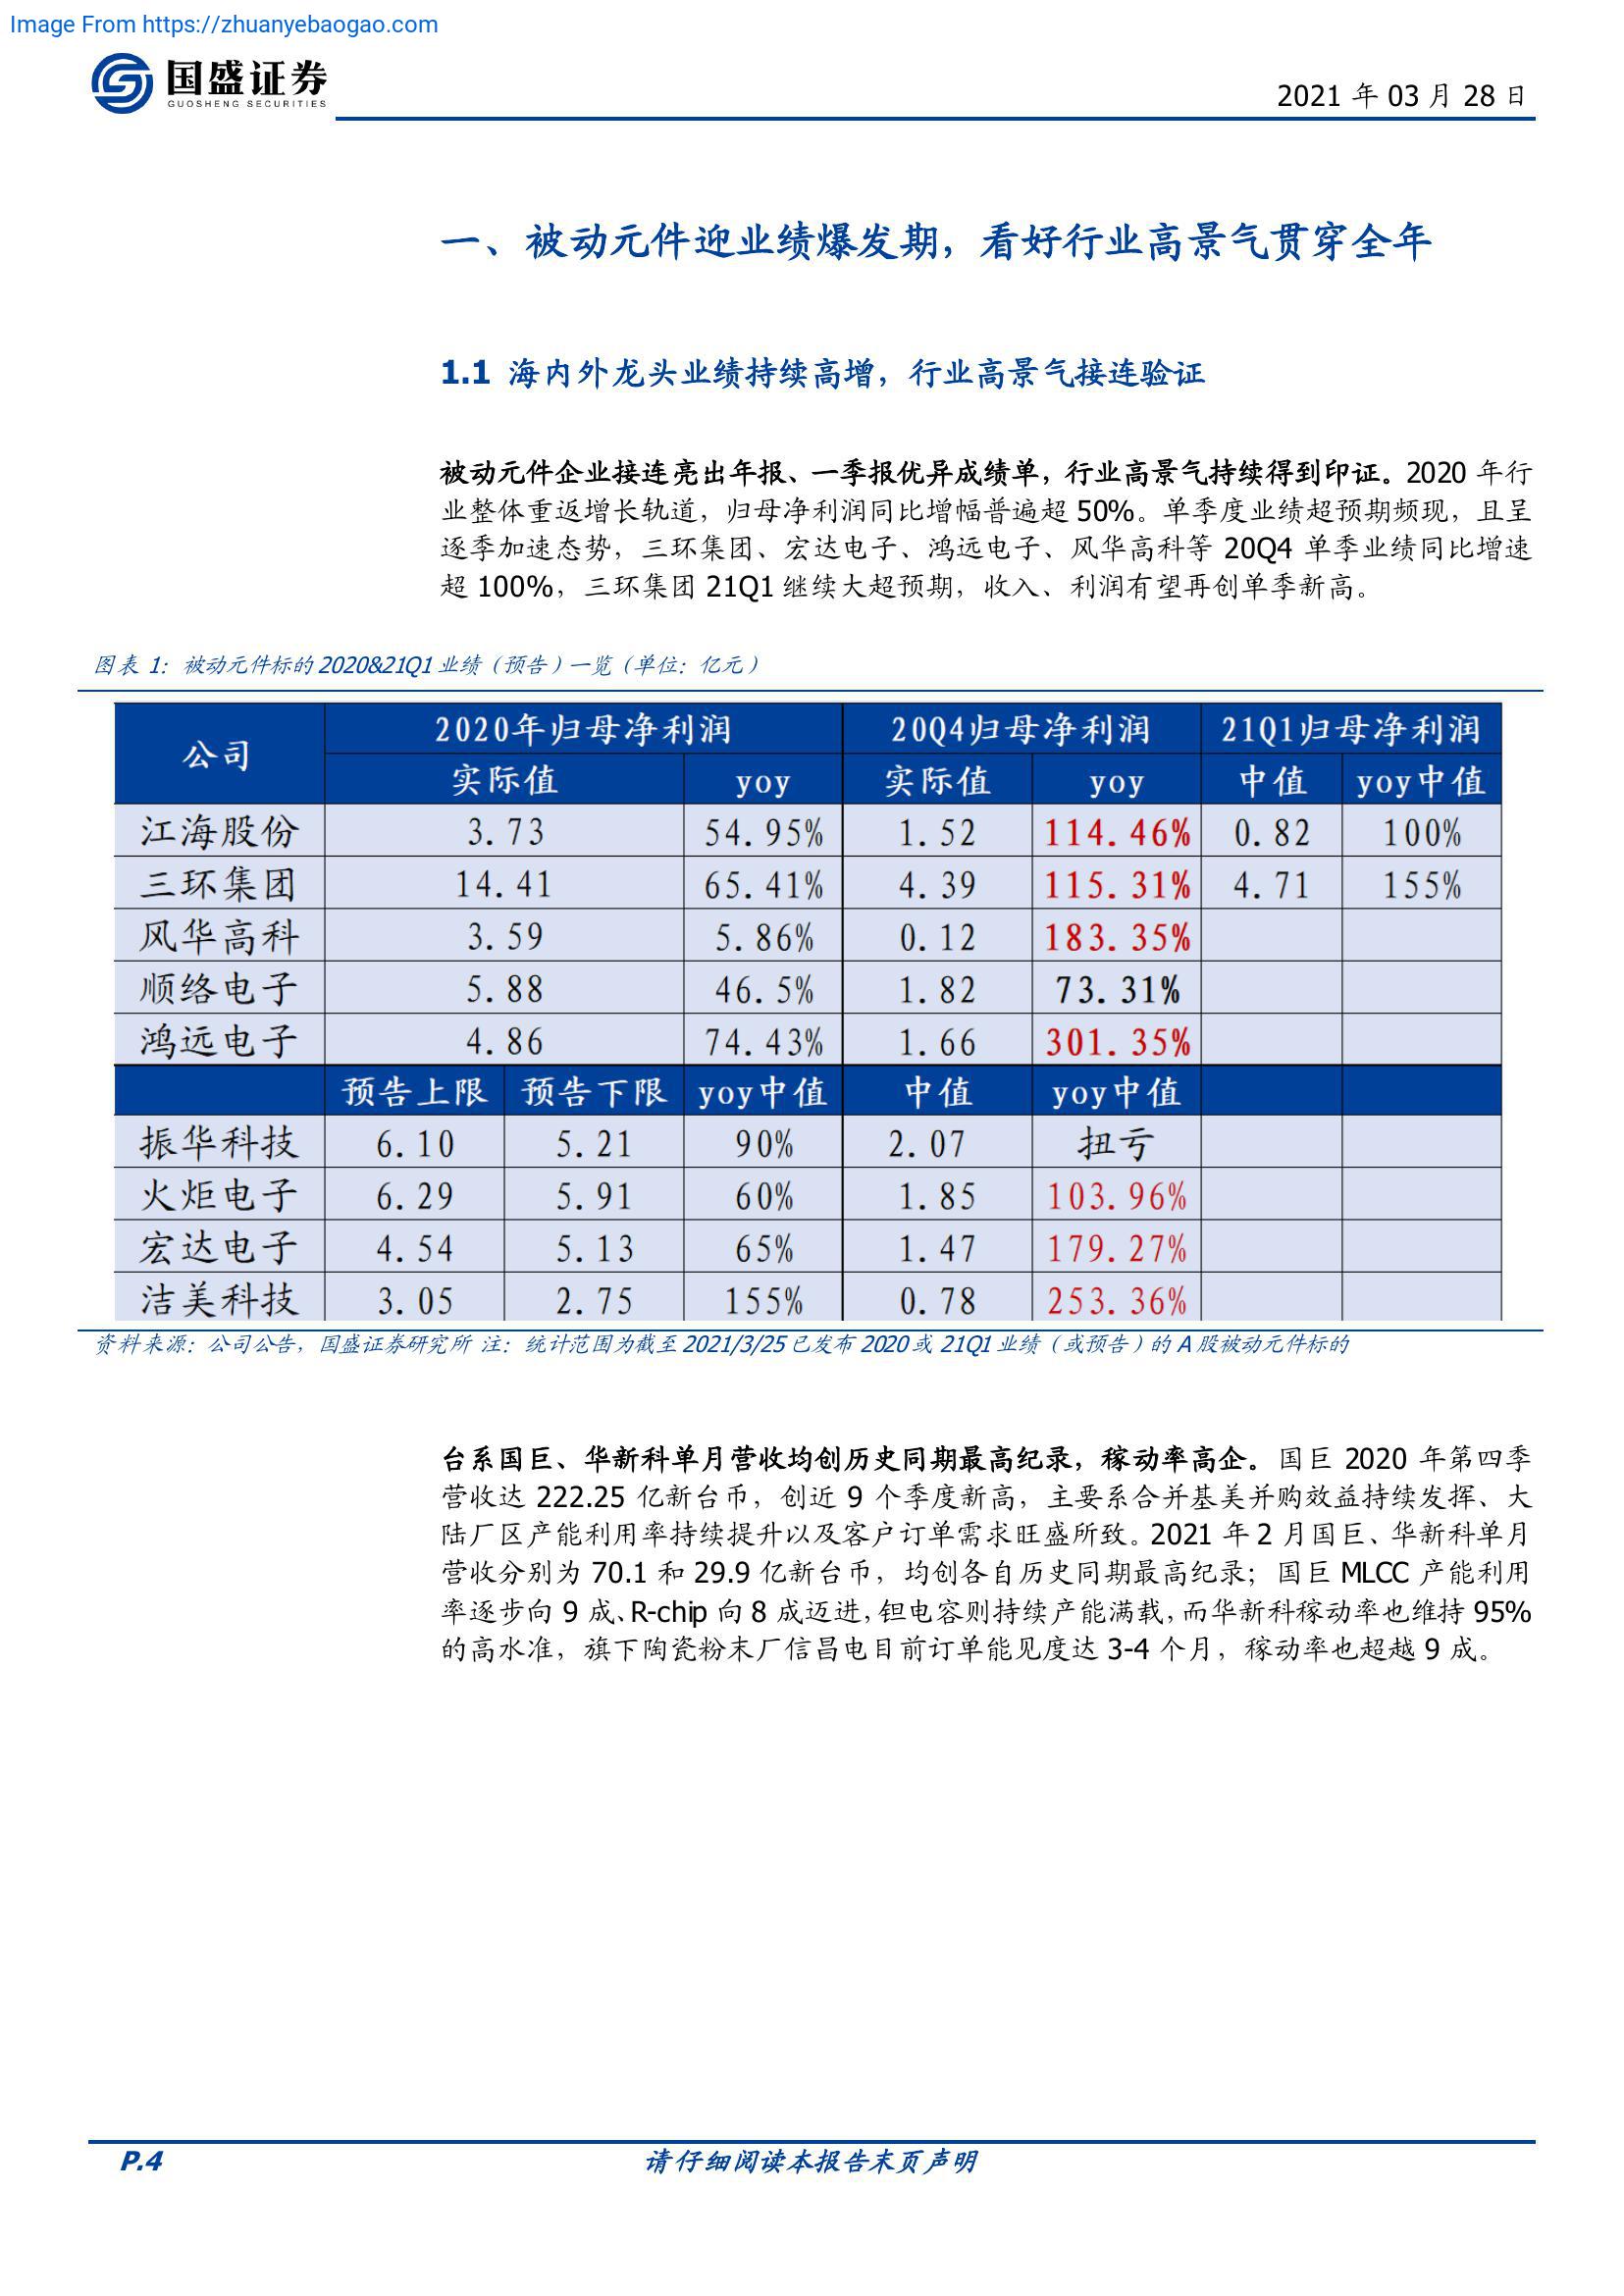 Image From https://zhuanyebaogao.com
国盛证券
GUOSHENG SECURITIES
2021 年 03 月 28 日
一、被动元件迎业绩爆发期，看好行业高景气贯穿全年
1.1 海内外龙头业绩持续高增，行业高景气接连验证
被动元件企业接连亮出年报、一季报优异成绩单，行业高景气持续得到印证。2020 年行
业整体重返增长轨道，归母净利润同比增幅普遍超 50%。单季度业绩超预期频现，且呈
逐季加速态势，三环集团、宏达电子、鸿远电子、风华高科等 20Q4 单季业绩同比增速
超 100%，三环集团 21Q1 继续大超预期，收入、利润有望再创单季新高。
图表 1：被动元件标的 2020&21Q1 业绩（预告）一览（单位：亿元）
公司 2020年归母净利润 20Q4归母净利润 21Q1归母净利润
实际值 yoy 实际值 yoy 中值 yoy中值
江海股份 3.73 54.95% 1.52 114.46% 0.82 100%
三环集团 14.41 65.41% 4.39 115.31% 4.71 155%
风华高科 3.59 5.86% 0.12 183.35%
顺络电子 5.88 46.5% 1.82 73.31%
鸿远电子 4.86 74.43% 1.66 301.35%
预告上限 预告下限 yoy中值 中值 yoy中值
振华科技 6.10 5.21 90% 2.07 扭亏
火炬电子 6.29 5.91 60% 1.85 103.96%
宏达电子 4.54 5.13 65% 1.47 179.27%
洁美科技 3.05 2.75 155% 0.78 253.36%
资料来源：公司公告，国盛证券研究所 注：统计范围为截至 2021/3/25 已发布 2020 或 21Q1 业绩（或预告）的 A 股被动元件标的
台系国巨、华新科单月营收均创历史同期最高纪录，稼动率高企。国巨 2020 年第四季
营收达 222.25 亿新台币，创近 9 个季度新高，主要系合并基美并购效益持续发挥、大
陆厂区产能利用率持续提升以及客户订单需求旺盛所致。2021 年 2 月国巨、华新科单月
营收分别为 70.1 和 29.9 亿新台币，均创各自历史同期最高纪录；国巨 MLCC 产能利用
率逐步向 9 成、R-chip 向 8 成迈进，钽电容则持续产能满载，而华新科稼动率也维持 95%
的高水准，旗下陶瓷粉末厂信昌电目前订单能见度达 3-4 个月，稼动率也超越 9 成。
P.4 请仔细阅读本报告末页声明